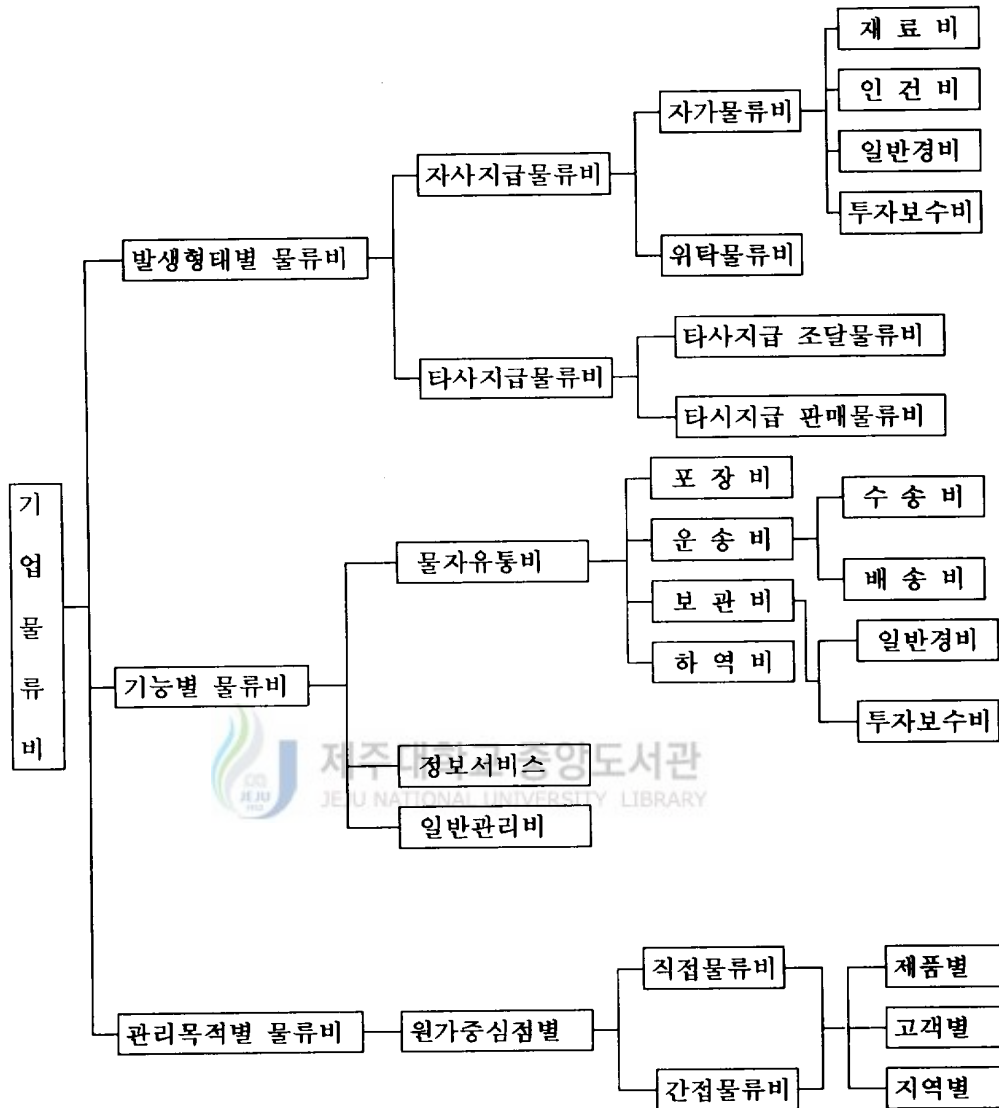 기업물류비
발생형태별 물류비
자사지급물류비
자가물류비
재 료 비
인 건 비
일반경비
투자보수비
위탁물류비
타사지급물류비
타사지급 조달물류비
타시지급 판매물류비
기능별 물류비
물자유통비
포 장 비
운 송 비
수 송 비
배 송 비
보 관 비
일반경비
투자보수비
하 역 비
정보서비스
일반관리비
제주대학교 중앙도서관
JEJU NATIONAL UNIVERSITY LIBRARY
JEJU
1952
관리목적별 물류비
원가중심점별
직접물류비
간접물류비
제품별
고객별
지역별